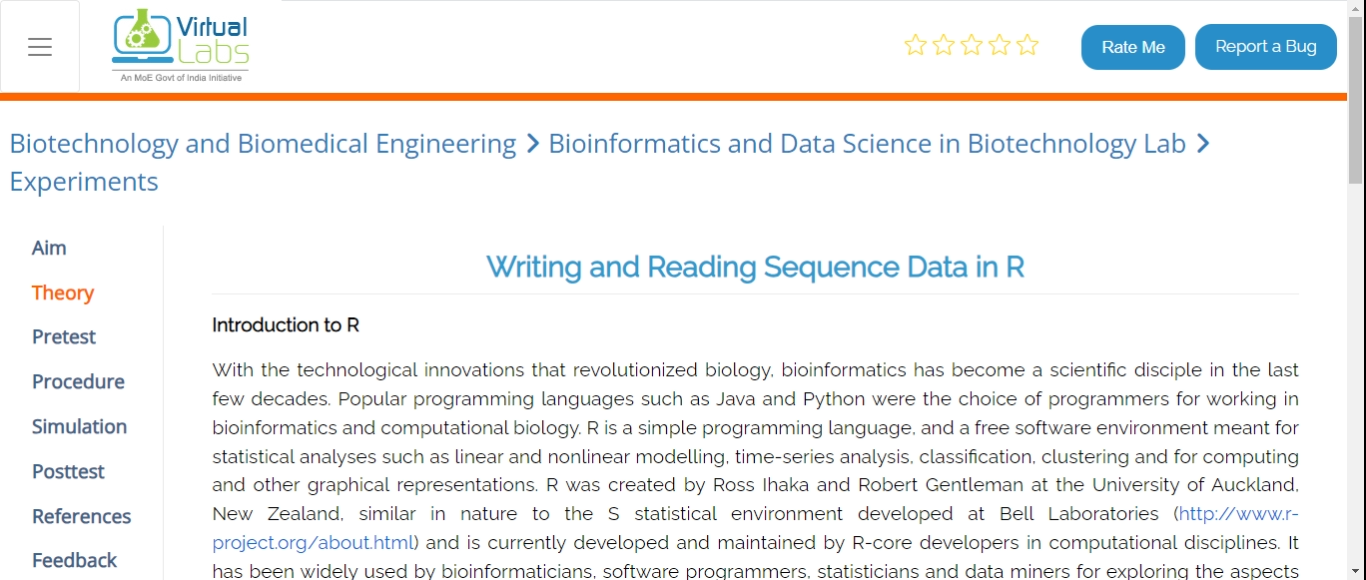 Virtual
Labs
An MoE Govt of India Initiative
Rate Me
Report a Bug
Biotechnology and Biomedical Engineering > Bioinformatics and Data Science in Biotechnology Lab >
Experiments
Aim
Theory
Pretest
Procedure
Simulation
Posttest
References
Feedback
Writing and Reading Sequence Data in R
Introduction to R
With the technological innovations that revolutionized biology, bioinformatics has become a scientific disciple in the last
few decades. Popular programming languages such as Java and Python were the choice of programmers for working in
bioinformatics and computational biology. R is a simple programming language, and a free software environment meant for
statistical analyses such as linear and nonlinear modelling, time-series analysis, classification, clustering and for computing
and other graphical representations. R was created by Ross Ihaka and Robert Gentleman at the University of Auckland,
New Zealand, similar in nature to the S statistical environment developed at Bell Laboratories (http://www.r-
project.org/about.html) and is currently developed and maintained by R-core developers in computational disciplines. It
has been widely used by bioinformaticians, software programmers, statisticians and data miners for exploring the aspects